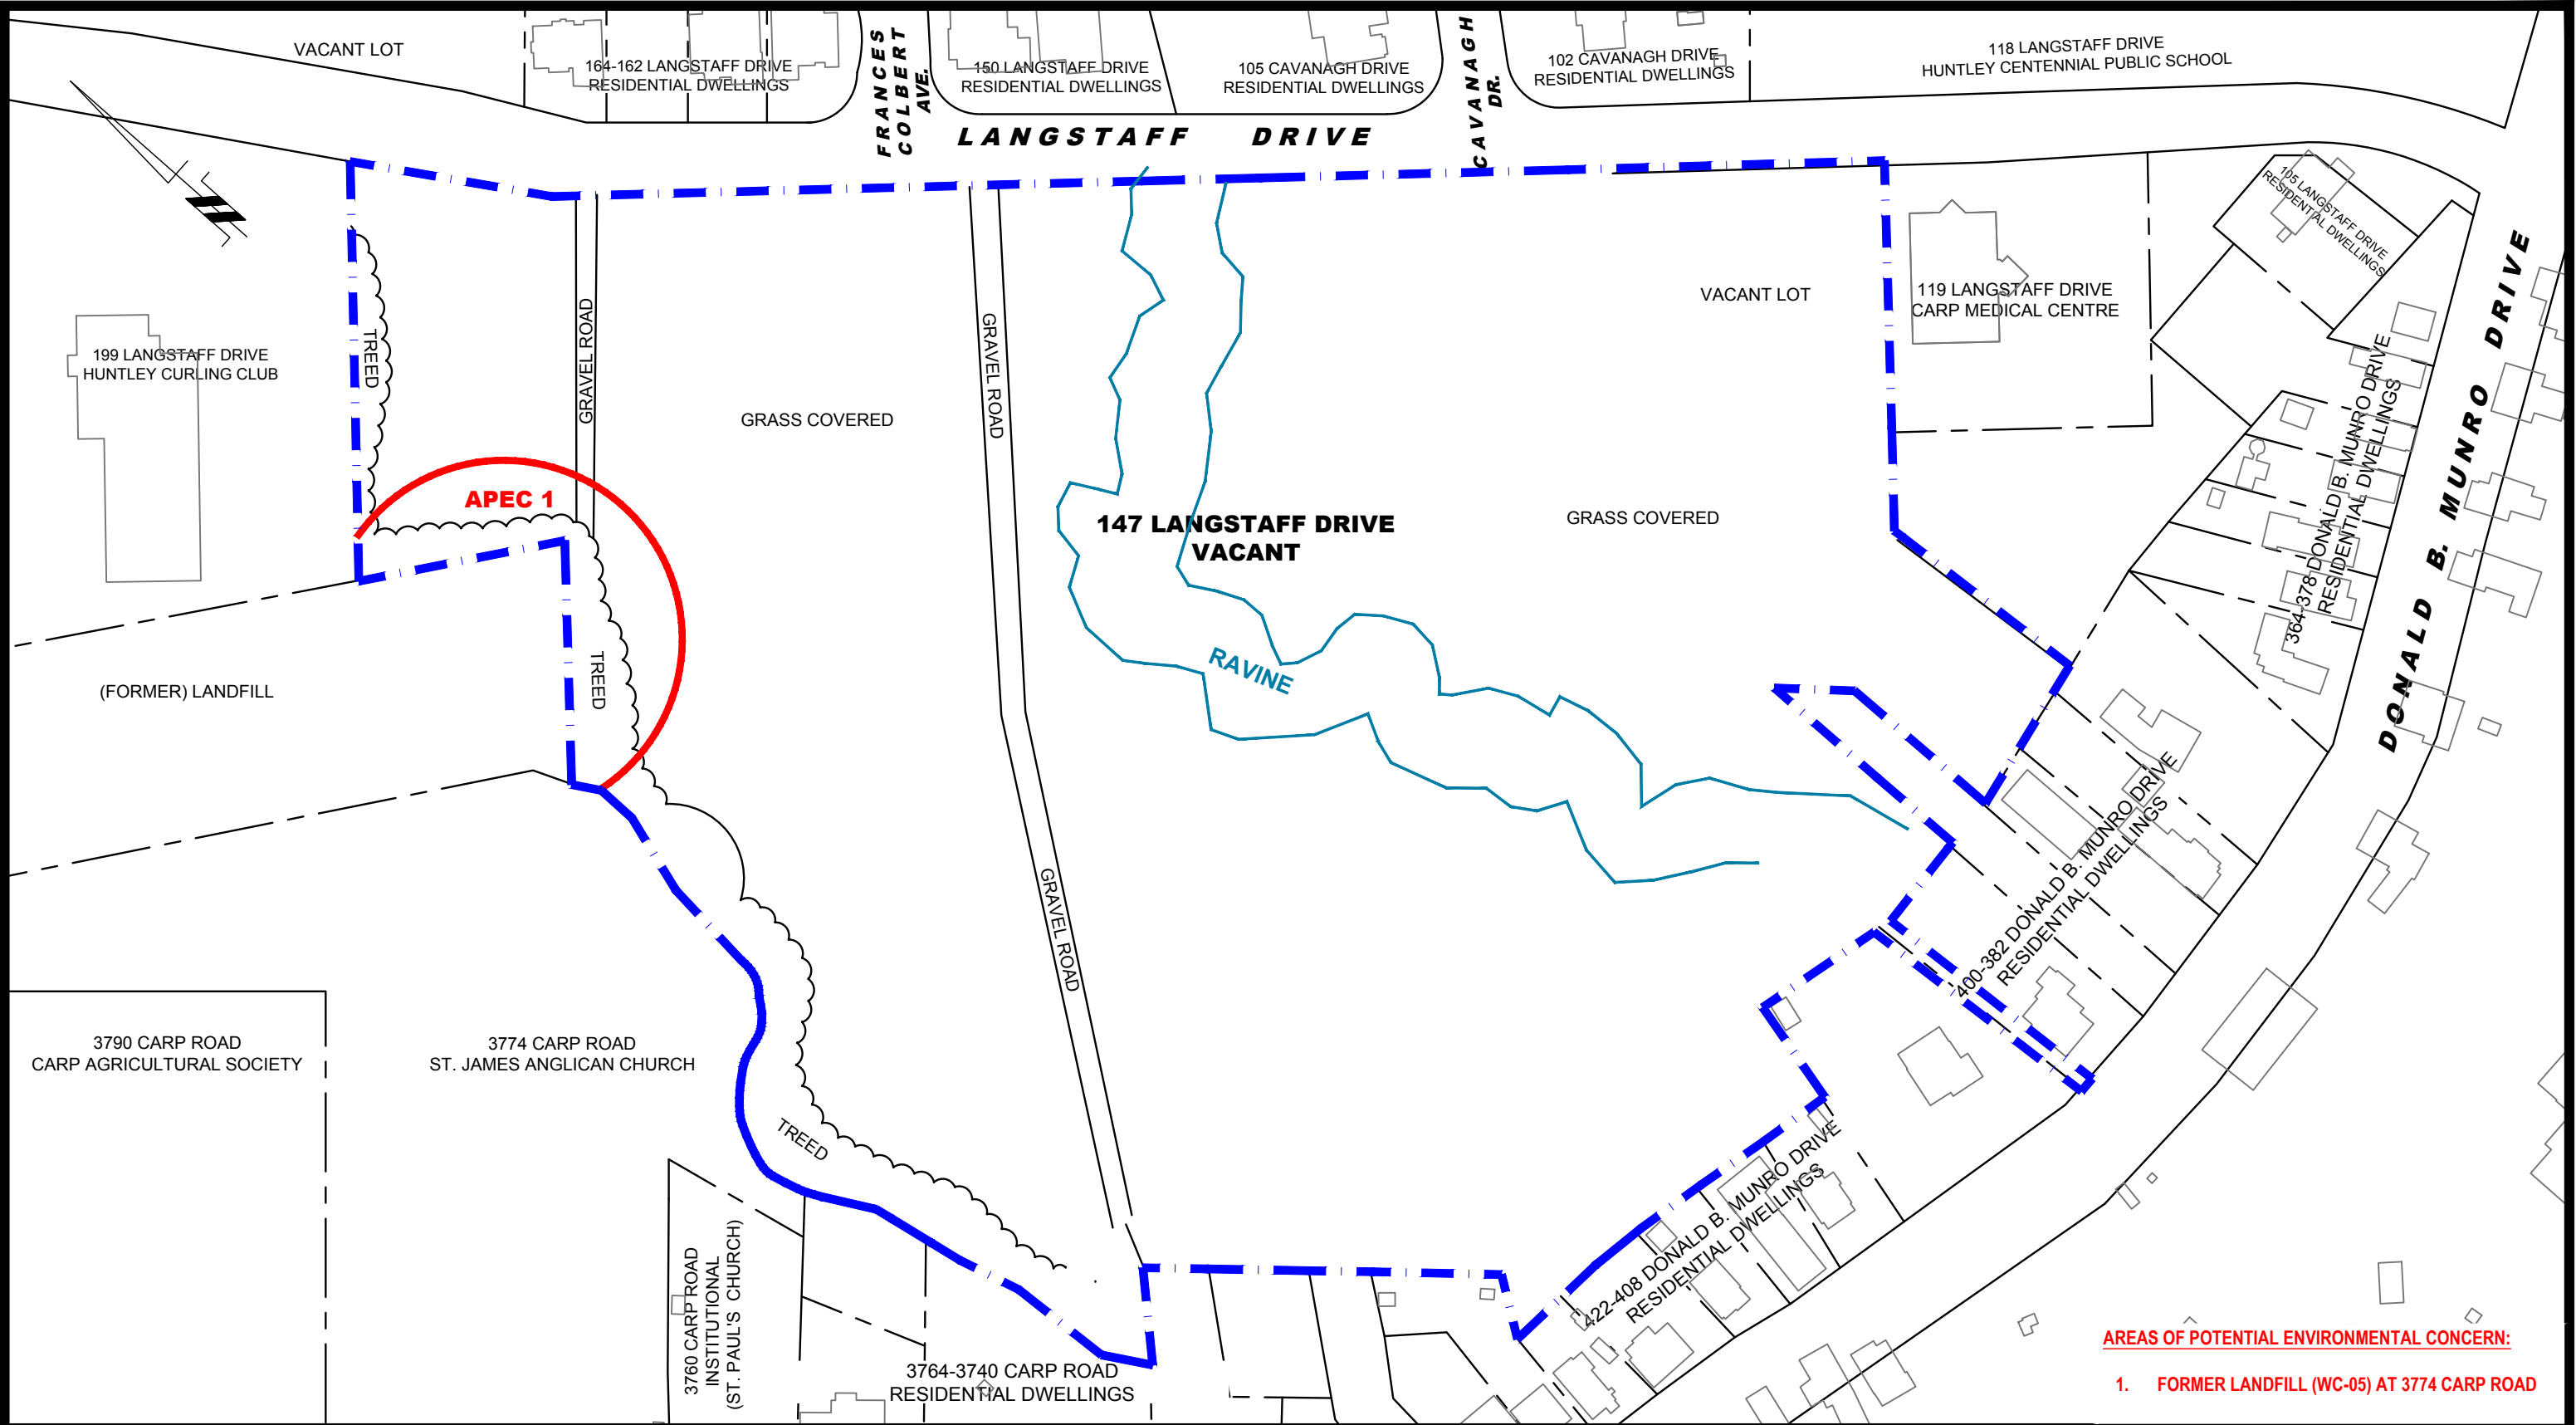 VACANT LOT
164-162 LANGSTAFF DRIVE
RESIDENTIAL DWELLINGS
FRANCES
COLBERT
AVE.
150 LANGSTAFF DRIVE
RESIDENTIAL DWELLINGS
105 CAVANAGH DRIVE
RESIDENTIAL DWELLINGS
CAVANAGH
DR.
102 CAVANAGH DRIVE
RESIDENTIAL DWELLINGS
118 LANGSTAFF DRIVE
HUNTLEY CENTENNIAL PUBLIC SCHOOL
LANGSTAFF DRIVE
105 LANGSTAFF DRIVE
RESIDENTIAL DWELLINGS
199 LANGSTAFF DRIVE
HUNTLEY CURLING CLUB
TREED
GRAVEL ROAD
GRAVEL ROAD
GRASS COVERED
VACANT LOT
119 LANGSTAFF DRIVE
CARP MEDICAL CENTRE
364-378 DONALD B. MUNRO DRIVE
RESIDENTIAL DWELLINGS
DONALD B. MUNRO DRIVE
APEC 1
147 LANGSTAFF DRIVE
VACANT
GRASS COVERED
(FORMER) LANDFILL
TREED
RAVINE
400-382 DONALD B. MUNRO DRIVE
RESIDENTIAL DWELLINGS
GRAVEL ROAD
3790 CARP ROAD
CARP AGRICULTURAL SOCIETY
3774 CARP ROAD
ST. JAMES ANGLICAN CHURCH
TREED
3760 CARP ROAD
INSTITUTIONAL
(ST. PAUL'S CHURCH)
3764-3740 CARP ROAD
RESIDENTIAL DWELLINGS
422-408 DONALD B. MUNRO DRIVE
RESIDENTIAL DWELLINGS
AREAS OF POTENTIAL ENVIRONMENTAL CONCERN:
1. FORMER LANDFILL (WC-05) AT 3774 CARP ROAD